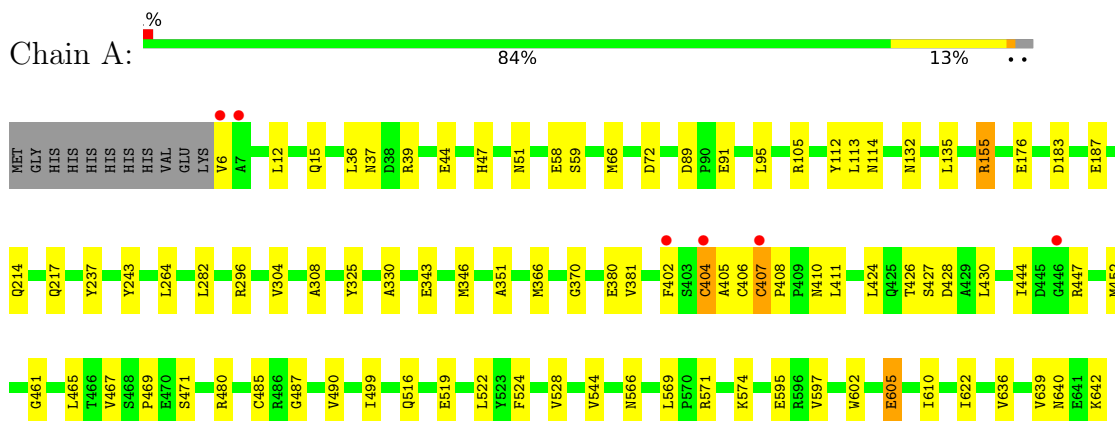 .%
Chain A:
84% 13% ..
MET GLY HIS HIS HIS HIS HIS HIS VAL GLU LYS V6 A7 L12 Q15 L36 N37 D38 R39 E44 H47 N51 E58 S59 M66 D72 D89 P90 E91 L95 R105 Y112 L113 N114 N132 L135 R155 E176 D183 E187
Q214 Q217 Y237 Y243 L264 L282 R296 V304 A308 Y325 A330 E343 M346 A351 M366 G370 E380 V381 F402 S403 C404 A405 C406 C407 P408 P409 N410 L411 L424 Q425 T426 S427 D428 A429 L430 I444 D445 G446 R447
G461 L465 T466 V467 S468 P469 E470 S471 R480 C485 R486 G487 V490 I499 Q516 E519 L522 Y523 F524 V528 V544 N566 L569 P570 R571 K574 E595 R596 V597 W602 E605 I610 I622 V636 V639 N640 E641 K642